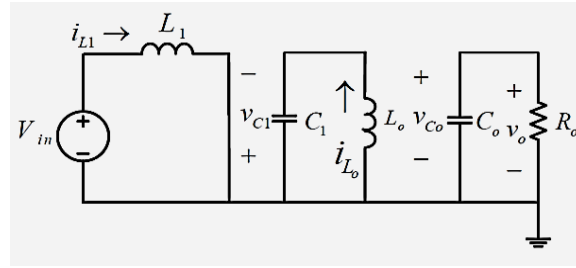 i_{L1} → L_1
V_{in} + −
− v_{C1} + C_1
↑ i_{L_o} L_o
+ v_{Co} − C_o
+ v_o − R_o